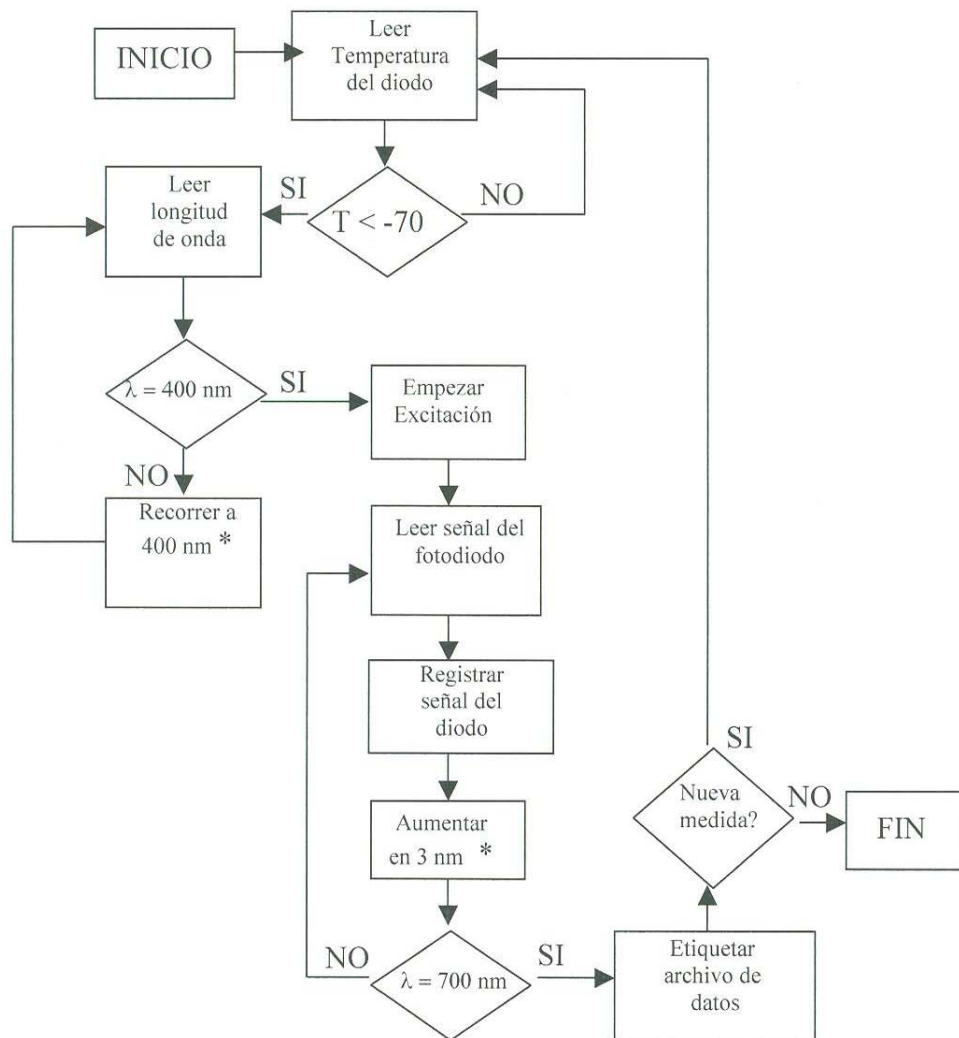 INICIO
Leer
Temperatura
del diodo
T < -70
SI
NO
Leer
longitud
de onda
λ = 400 nm
SI
NO
Recorrer a
400 nm *
Empezar
Excitación
Leer señal del
fotodiodo
Registrar
señal del
diodo
Aumentar
en 3 nm *
λ = 700 nm
NO
SI
Etiquetar
archivo de
datos
Nueva
medida?
SI
NO
FIN